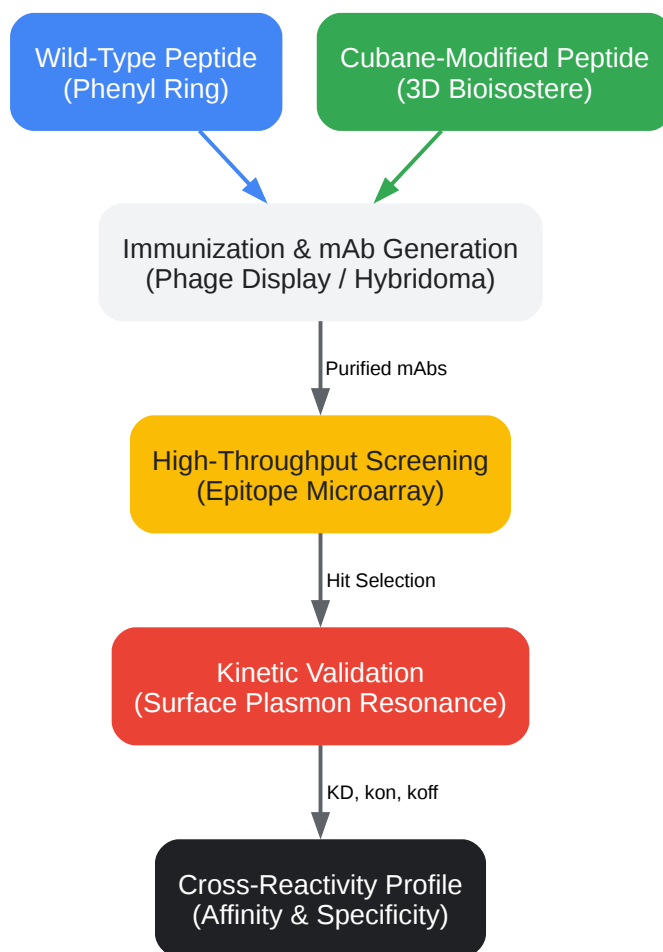 Wild-Type Peptide
(Phenyl Ring)
Cubane-Modified Peptide
(3D Bioisostere)
Immunization & mAb Generation
(Phage Display / Hybridoma)
Purified mAbs
High-Throughput Screening
(Epitope Microarray)
Hit Selection
Kinetic Validation
(Surface Plasmon Resonance)
KD, kon, koff
Cross-Reactivity Profile
(Affinity & Specificity)